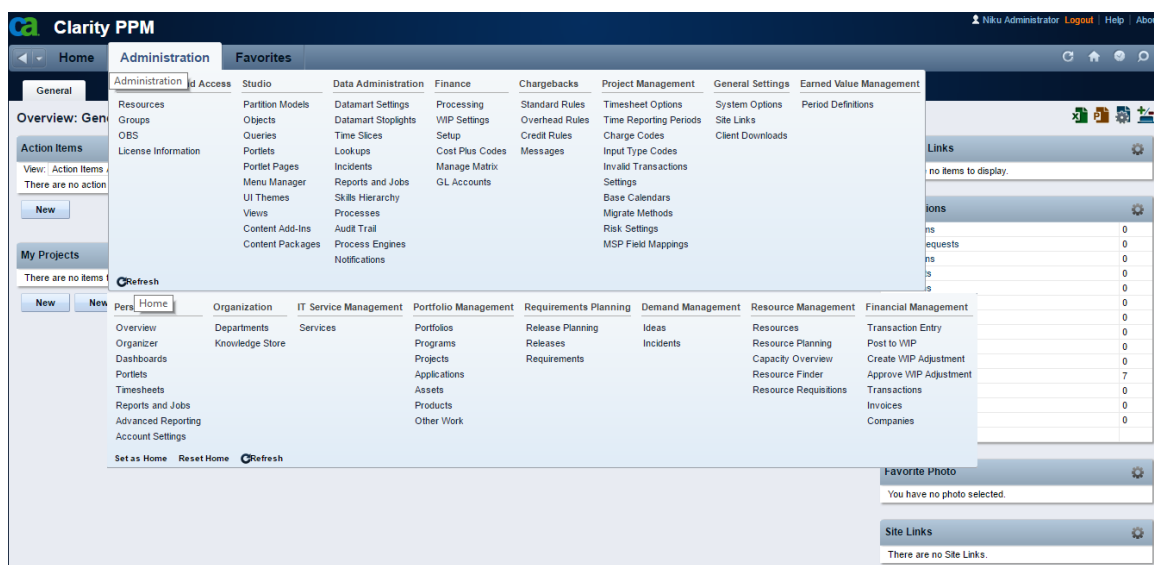 ca Clarity PPM
Niku Administrator Logout | Help | Abou
Home Administration Favorites
General
Overview: Gen
Action Items
View: Action Items
There are no action
New
My Projects
There are no items
New New
Administration d Access
Resources
Groups
OBS
License Information
Studio
Partition Models
Objects
Queries
Portlets
Portlet Pages
Menu Manager
UI Themes
Views
Content Add-Ins
Content Packages
Data Administration
Datamart Settings
Datamart Stoplights
Time Slices
Lookups
Incidents
Reports and Jobs
Skills Hierarchy
Processes
Audit Trail
Process Engines
Notifications
Finance
Processing
WIP Settings
Setup
Cost Plus Codes
Manage Matrix
GL Accounts
Chargebacks
Standard Rules
Overhead Rules
Credit Rules
Messages
Project Management
Timesheet Options
Time Reporting Periods
Charge Codes
Input Type Codes
Invalid Transactions
Settings
Base Calendars
Migrate Methods
Risk Settings
MSP Field Mappings
General Settings
System Options
Site Links
Client Downloads
Earned Value Management
Period Definitions
Refresh
Pers Home
Overview
Organizer
Dashboards
Portlets
Timesheets
Reports and Jobs
Advanced Reporting
Account Settings
Organization
Departments
Knowledge Store
IT Service Management
Services
Portfolio Management
Portfolios
Programs
Projects
Applications
Assets
Products
Other Work
Requirements Planning
Release Planning
Releases
Requirements
Demand Management
Ideas
Incidents
Resource Management
Resources
Resource Planning
Capacity Overview
Resource Finder
Resource Requisitions
Financial Management
Transaction Entry
Post to WIP
Create WIP Adjustment
Approve WIP Adjustment
Transactions
Invoices
Companies
Set as Home Reset Home Refresh
Links
no items to display.
ions
ns 0
equests 0
ns 0
s 0
s 0
0
0
0
0
0
7
0
0
0
Favorite Photo
You have no photo selected.
Site Links
There are no Site Links.